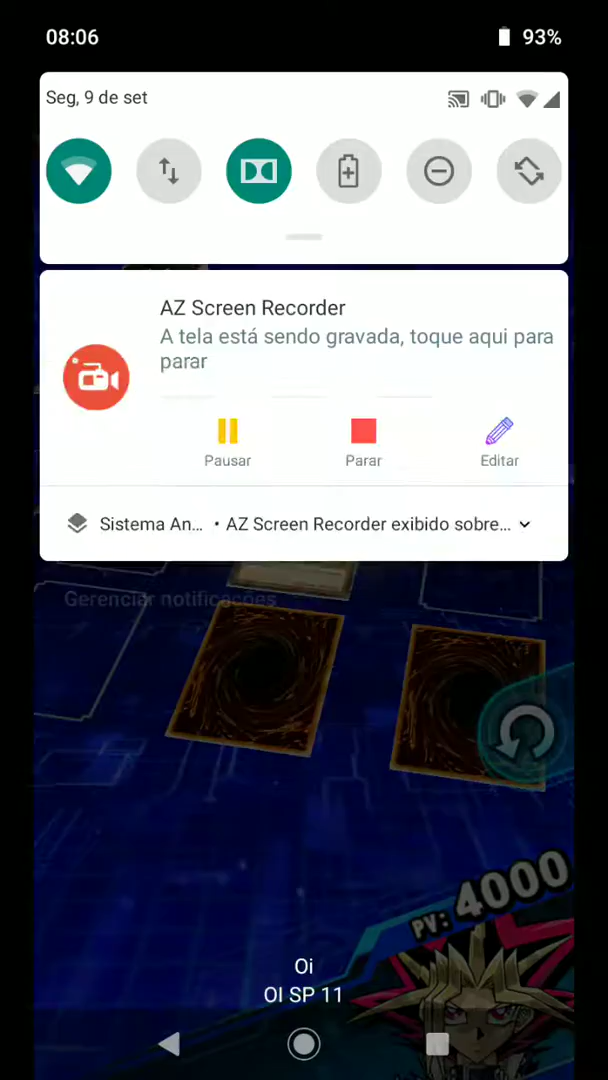 08:06
93%
Seg, 9 de set
AZ Screen Recorder
A tela está sendo gravada, toque aqui para
parar
Pausar
Parar
Editar
Sistema An... • AZ Screen Recorder exibido sobre...
Gerenciar notificações
PV: 4000
Oi
OI SP 11